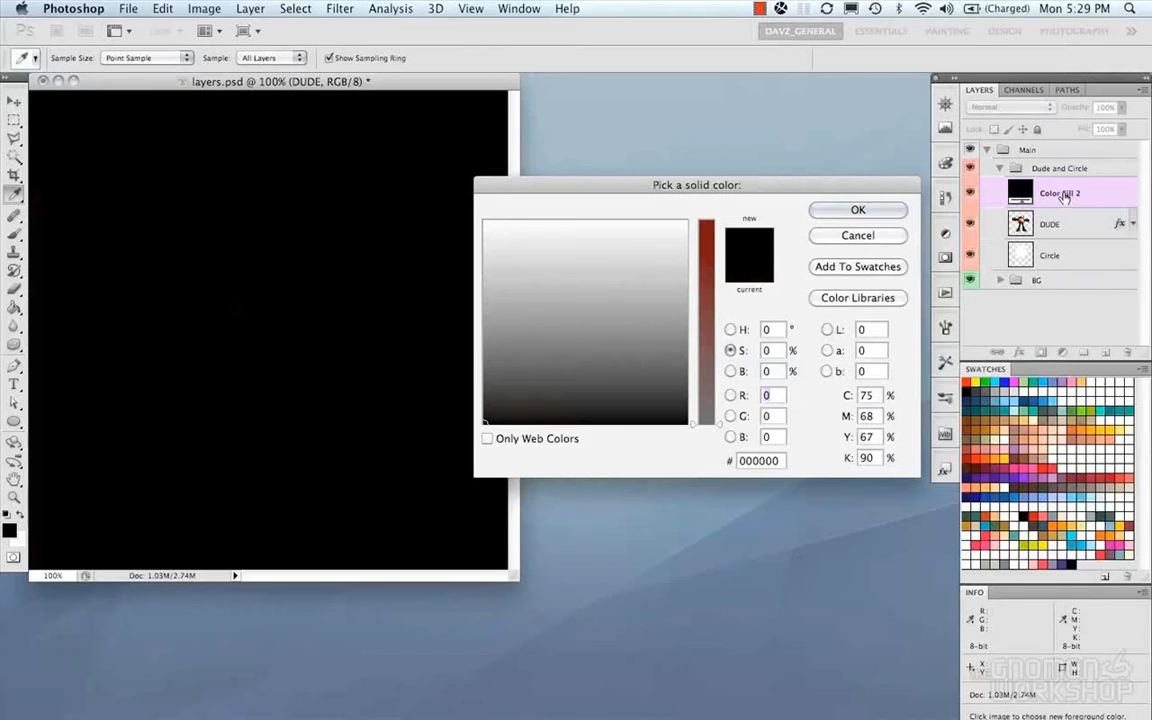 Photoshop File Edit Image Layer Select Filter Analysis 3D View Window Help (Charged) Mon 5:29 PM
Ps DAVZ_GENERAL ESSENTIALS PAINTING DESIGN PHOTOGRAPHY
Sample Size: Point Sample Sample: All Layers Show Sampling Ring
layers.psd @ 100% (DUDE, RGB/8) *
LAYERS CHANNELS PATHS
Normal Opacity: 100%
Lock: Fill: 100%
Main
Dude and Circle
Color fill 2
DUDE fx
Circle
BG
Pick a solid color:
new
current
OK
Cancel
Add To Swatches
Color Libraries
H: 0 ° L: 0
S: 0 % a: 0
B: 0 % b: 0
R: 0 C: 75 %
G: 0 M: 68 %
B: 0 Y: 67 %
# 000000 K: 90 %
Only Web Colors
SWATCHES
100% Doc: 1.03M/2.74M
INFO
R: C:
G: M:
B: Y:
K:
8-bit 8-bit
X: W:
Y: H:
Doc: 1.03M/2.74M
Click image to choose new foreground color.
GNOMON
WORKSHOP